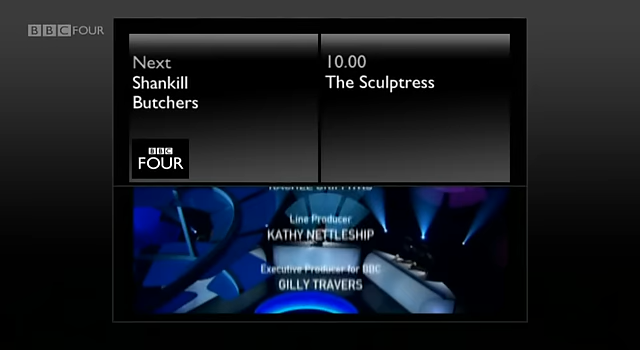 BBC FOUR
Next
Shankill
Butchers
10.00
The Sculptress
BBC
FOUR
Line Producer
KATHY NETTLESHIP
Executive Producer for BBC
GILLY TRAVERS